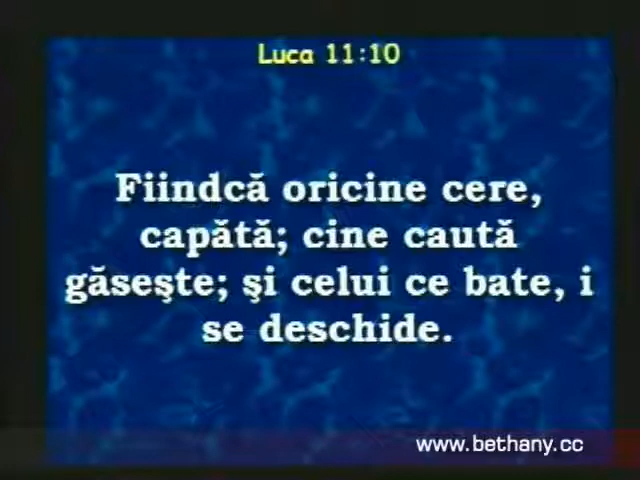 Luca 11:10
Fiindcă oricine cere,
capătă; cine caută
găseşte; şi celui ce bate, i
se deschide.
www.bethany.cc